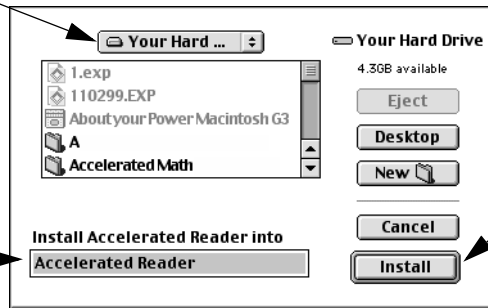 Your Hard ...
Your Hard Drive
1.exp
4.3GB available
110299.EXP
Eject
About your Power Macintosh G3
Desktop
A
Accelerated Math
New
Cancel
Install Accelerated Reader into
Accelerated Reader
Install